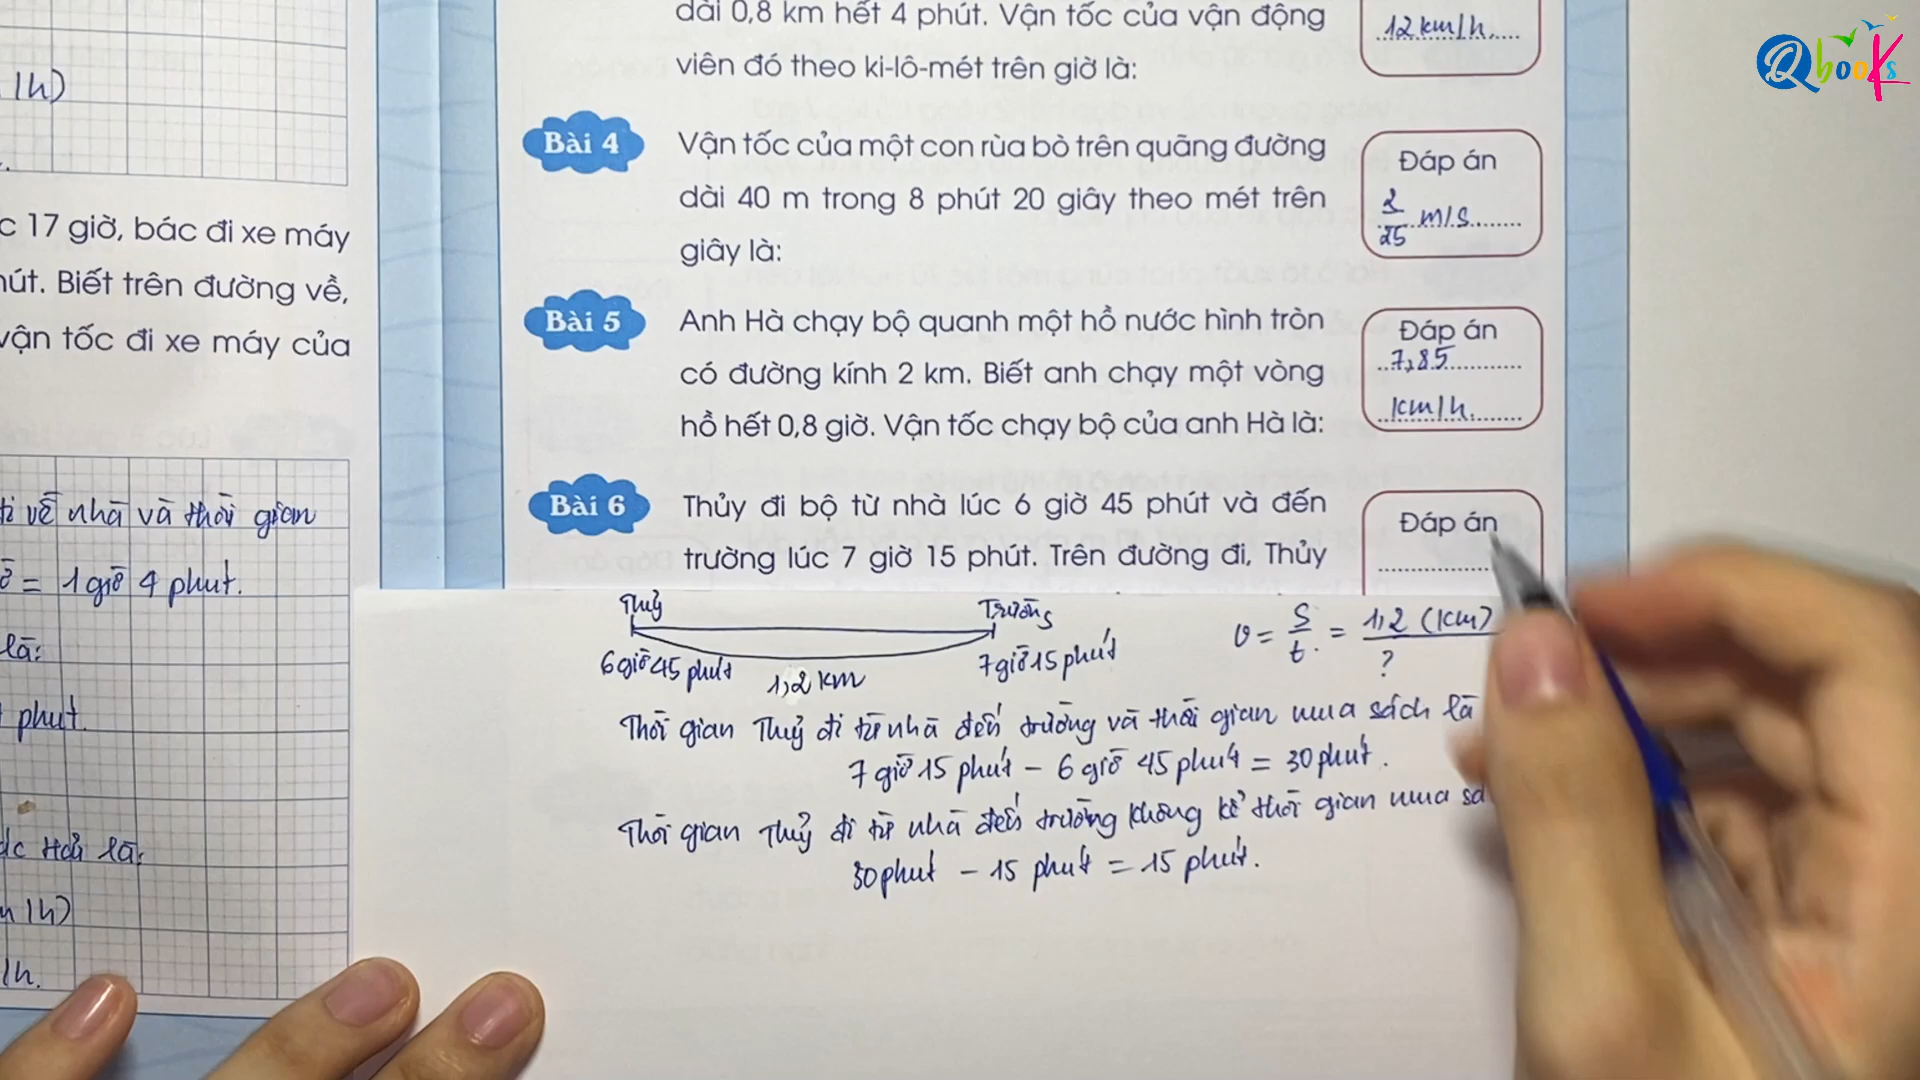 Qbooks
dài 0,8 km hết 4 phút. Vận tốc của vận động
viên đó theo ki-lô-mét trên giờ là:
12km/h.
Bài 4
Vận tốc của một con rùa bò trên quãng đường
dài 40 m trong 8 phút 20 giây theo mét trên
giây là:
Đáp án
2/25 m/s
Bài 5
Anh Hà chạy bộ quanh một hồ nước hình tròn
có đường kính 2 km. Biết anh chạy một vòng
hồ hết 0,8 giờ. Vận tốc chạy bộ của anh Hà là:
Đáp án
7,85
km/h.
Bài 6
Thủy đi bộ từ nhà lúc 6 giờ 45 phút và đến
trường lúc 7 giờ 15 phút. Trên đường đi, Thủy
Đáp án
Thuỷ
Trường
6 giờ 45 phút
1,2 km
7 giờ 15 phút
v = s/t = 1,2 (km)/?
Thời gian Thuỷ đi từ nhà đến trường và thời gian mua sách là
7 giờ 15 phút - 6 giờ 45 phút = 30 phút.
Thời gian Thuỷ đi từ nhà đến trường không kể thời gian mua
30 phút - 15 phút = 15 phút.
/h)
17 giờ, bác đi xe máy
Biết trên đường về,
vận tốc đi xe máy của
về nhà và thời gian
= 1 giờ 4 phút.
là:
phút.
là:
/h)
/h.